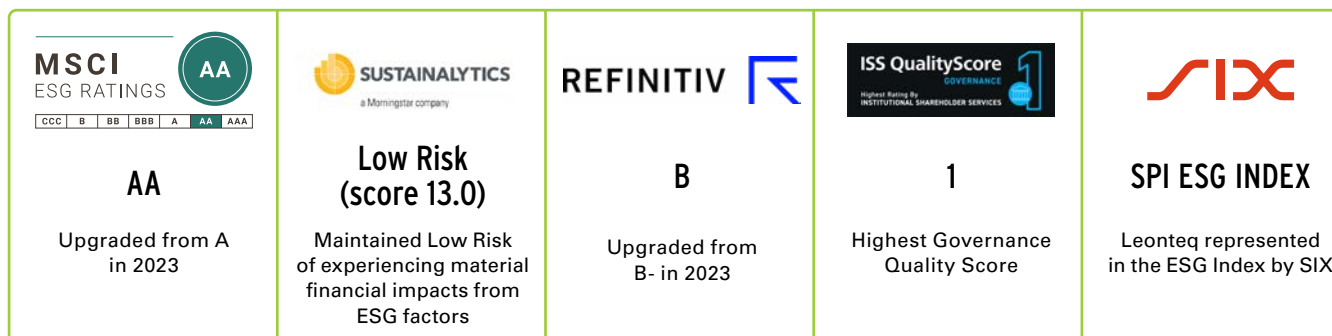 MSCI
ESG RATINGS
AA
CCC B BB BBB A AA AAA
AA
Upgraded from A
in 2023
SUSTAINALYTICS
a Morningstar company
Low Risk
(score 13.0)
Maintained Low Risk
of experiencing material
financial impacts from
ESG factors
REFINITIV
B
Upgraded from
B- in 2023
ISS QualityScore
GOVERNANCE
Highest Rating By
INSTITUTIONAL SHAREHOLDER SERVICES
1
1
Highest Governance
Quality Score
SIX
SPI ESG INDEX
Leonteq represented
in the ESG Index by SIX